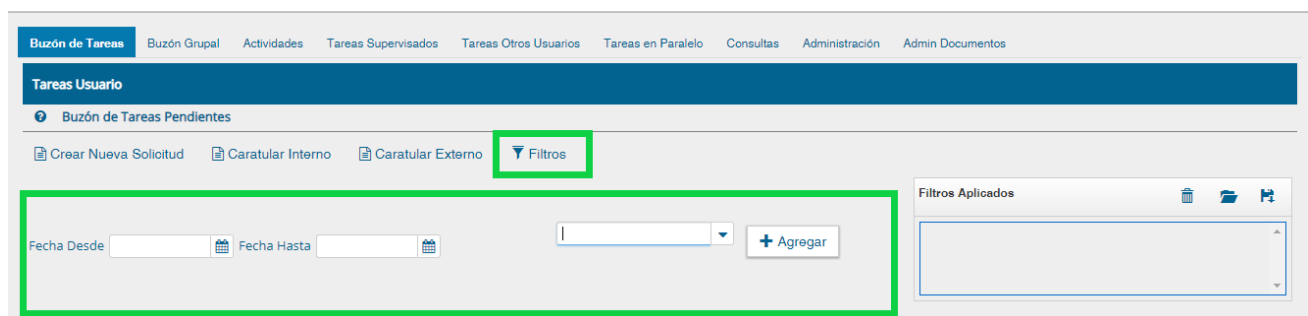 Buzón de Tareas Buzón Grupal Actividades Tareas Supervisados Tareas Otros Usuarios Tareas en Paralelo Consultas Administración Admin Documentos
Tareas Usuario
Buzón de Tareas Pendientes
Crear Nueva Solicitud Caratular Interno Caratular Externo Filtros
Filtros Aplicados
Fecha Desde Fecha Hasta Agregar